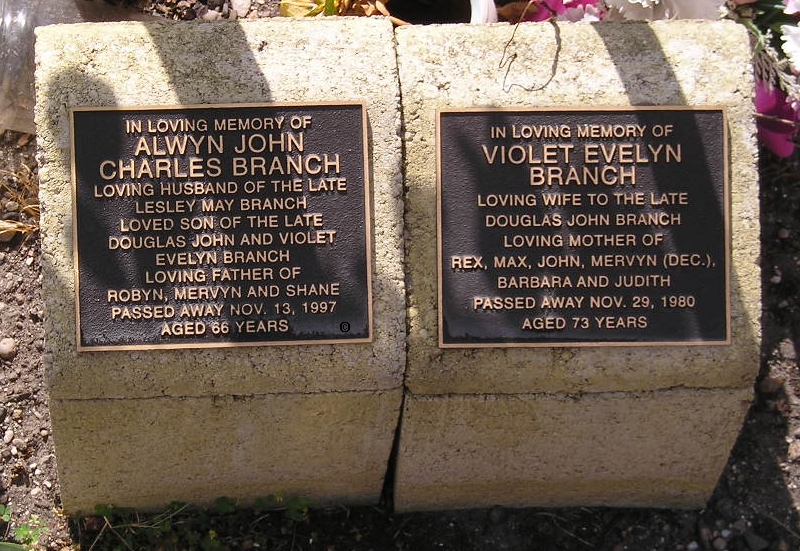 IN LOVING MEMORY OF
ALWYN JOHN
CHARLES BRANCH
LOVING HUSBAND OF THE LATE
LESLEY MAY BRANCH
LOVED SON OF THE LATE
DOUGLAS JOHN AND VIOLET
EVELYN BRANCH
LOVING FATHER OF
ROBYN, MERVYN AND SHANE
PASSED AWAY NOV. 13, 1997
AGED 66 YEARS
IN LOVING MEMORY OF
VIOLET EVELYN
BRANCH
LOVING WIFE TO THE LATE
DOUGLAS JOHN BRANCH
LOVING MOTHER OF
REX, MAX, JOHN, MERVYN (DEC.),
BARBARA AND JUDITH
PASSED AWAY NOV. 29, 1980
AGED 73 YEARS